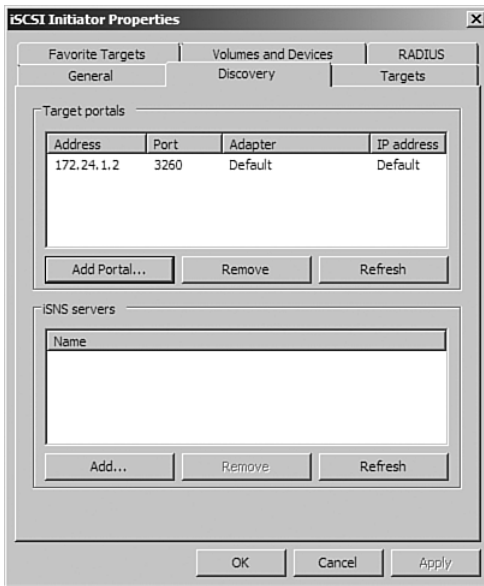 iSCSI Initiator Properties
Favorite Targets Volumes and Devices RADIUS
General Discovery Targets
Target portals
Address Port Adapter IP address
172.24.1.2 3260 Default Default
Add Portal... Remove Refresh
iSNS servers
Name
Add... Remove Refresh
OK Cancel Apply